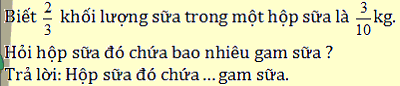 Biết 2/3 khối lượng sữa trong một hộp sữa là 3/10 kg.
Hỏi hộp sữa đó chứa bao nhiêu gam sữa ?
Trả lời: Hộp sữa đó chứa ... gam sữa.